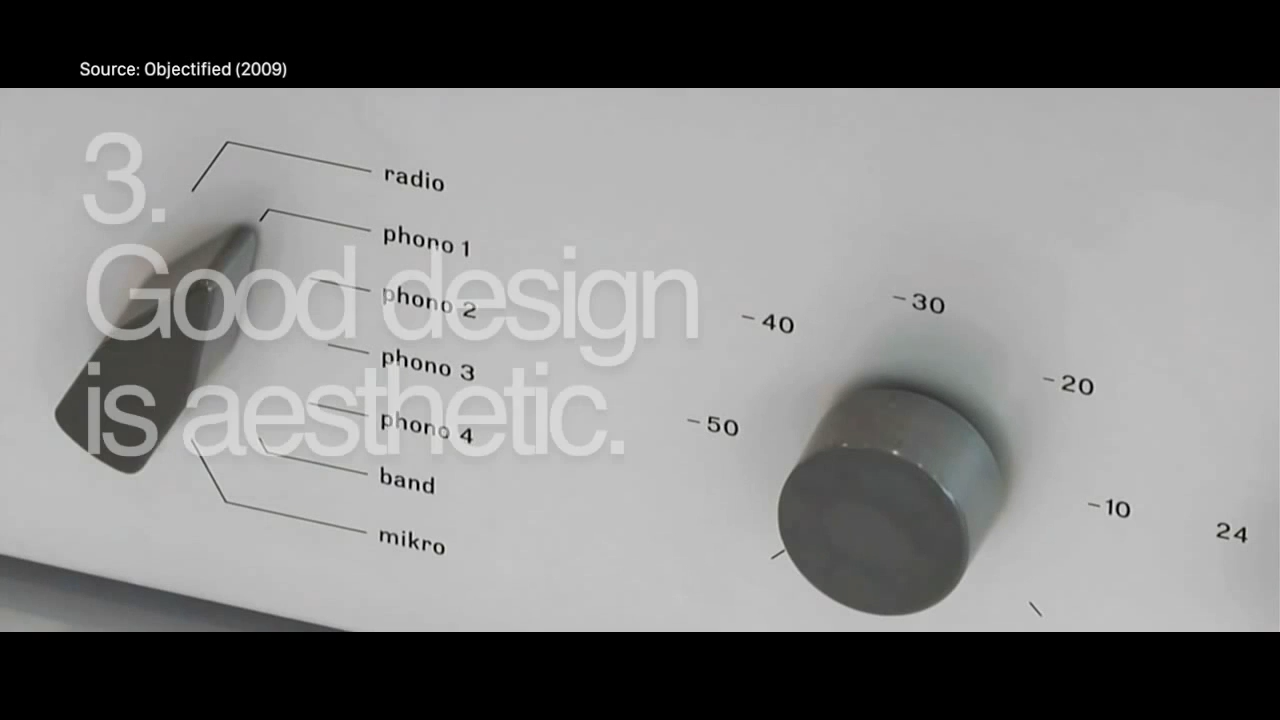 Source: Objectified (2009)
3.
Good design
is aesthetic.
radio
phono 1
phono 2
phono 3
phono 4
band
mikro
-50
-40
-30
-20
-10
24